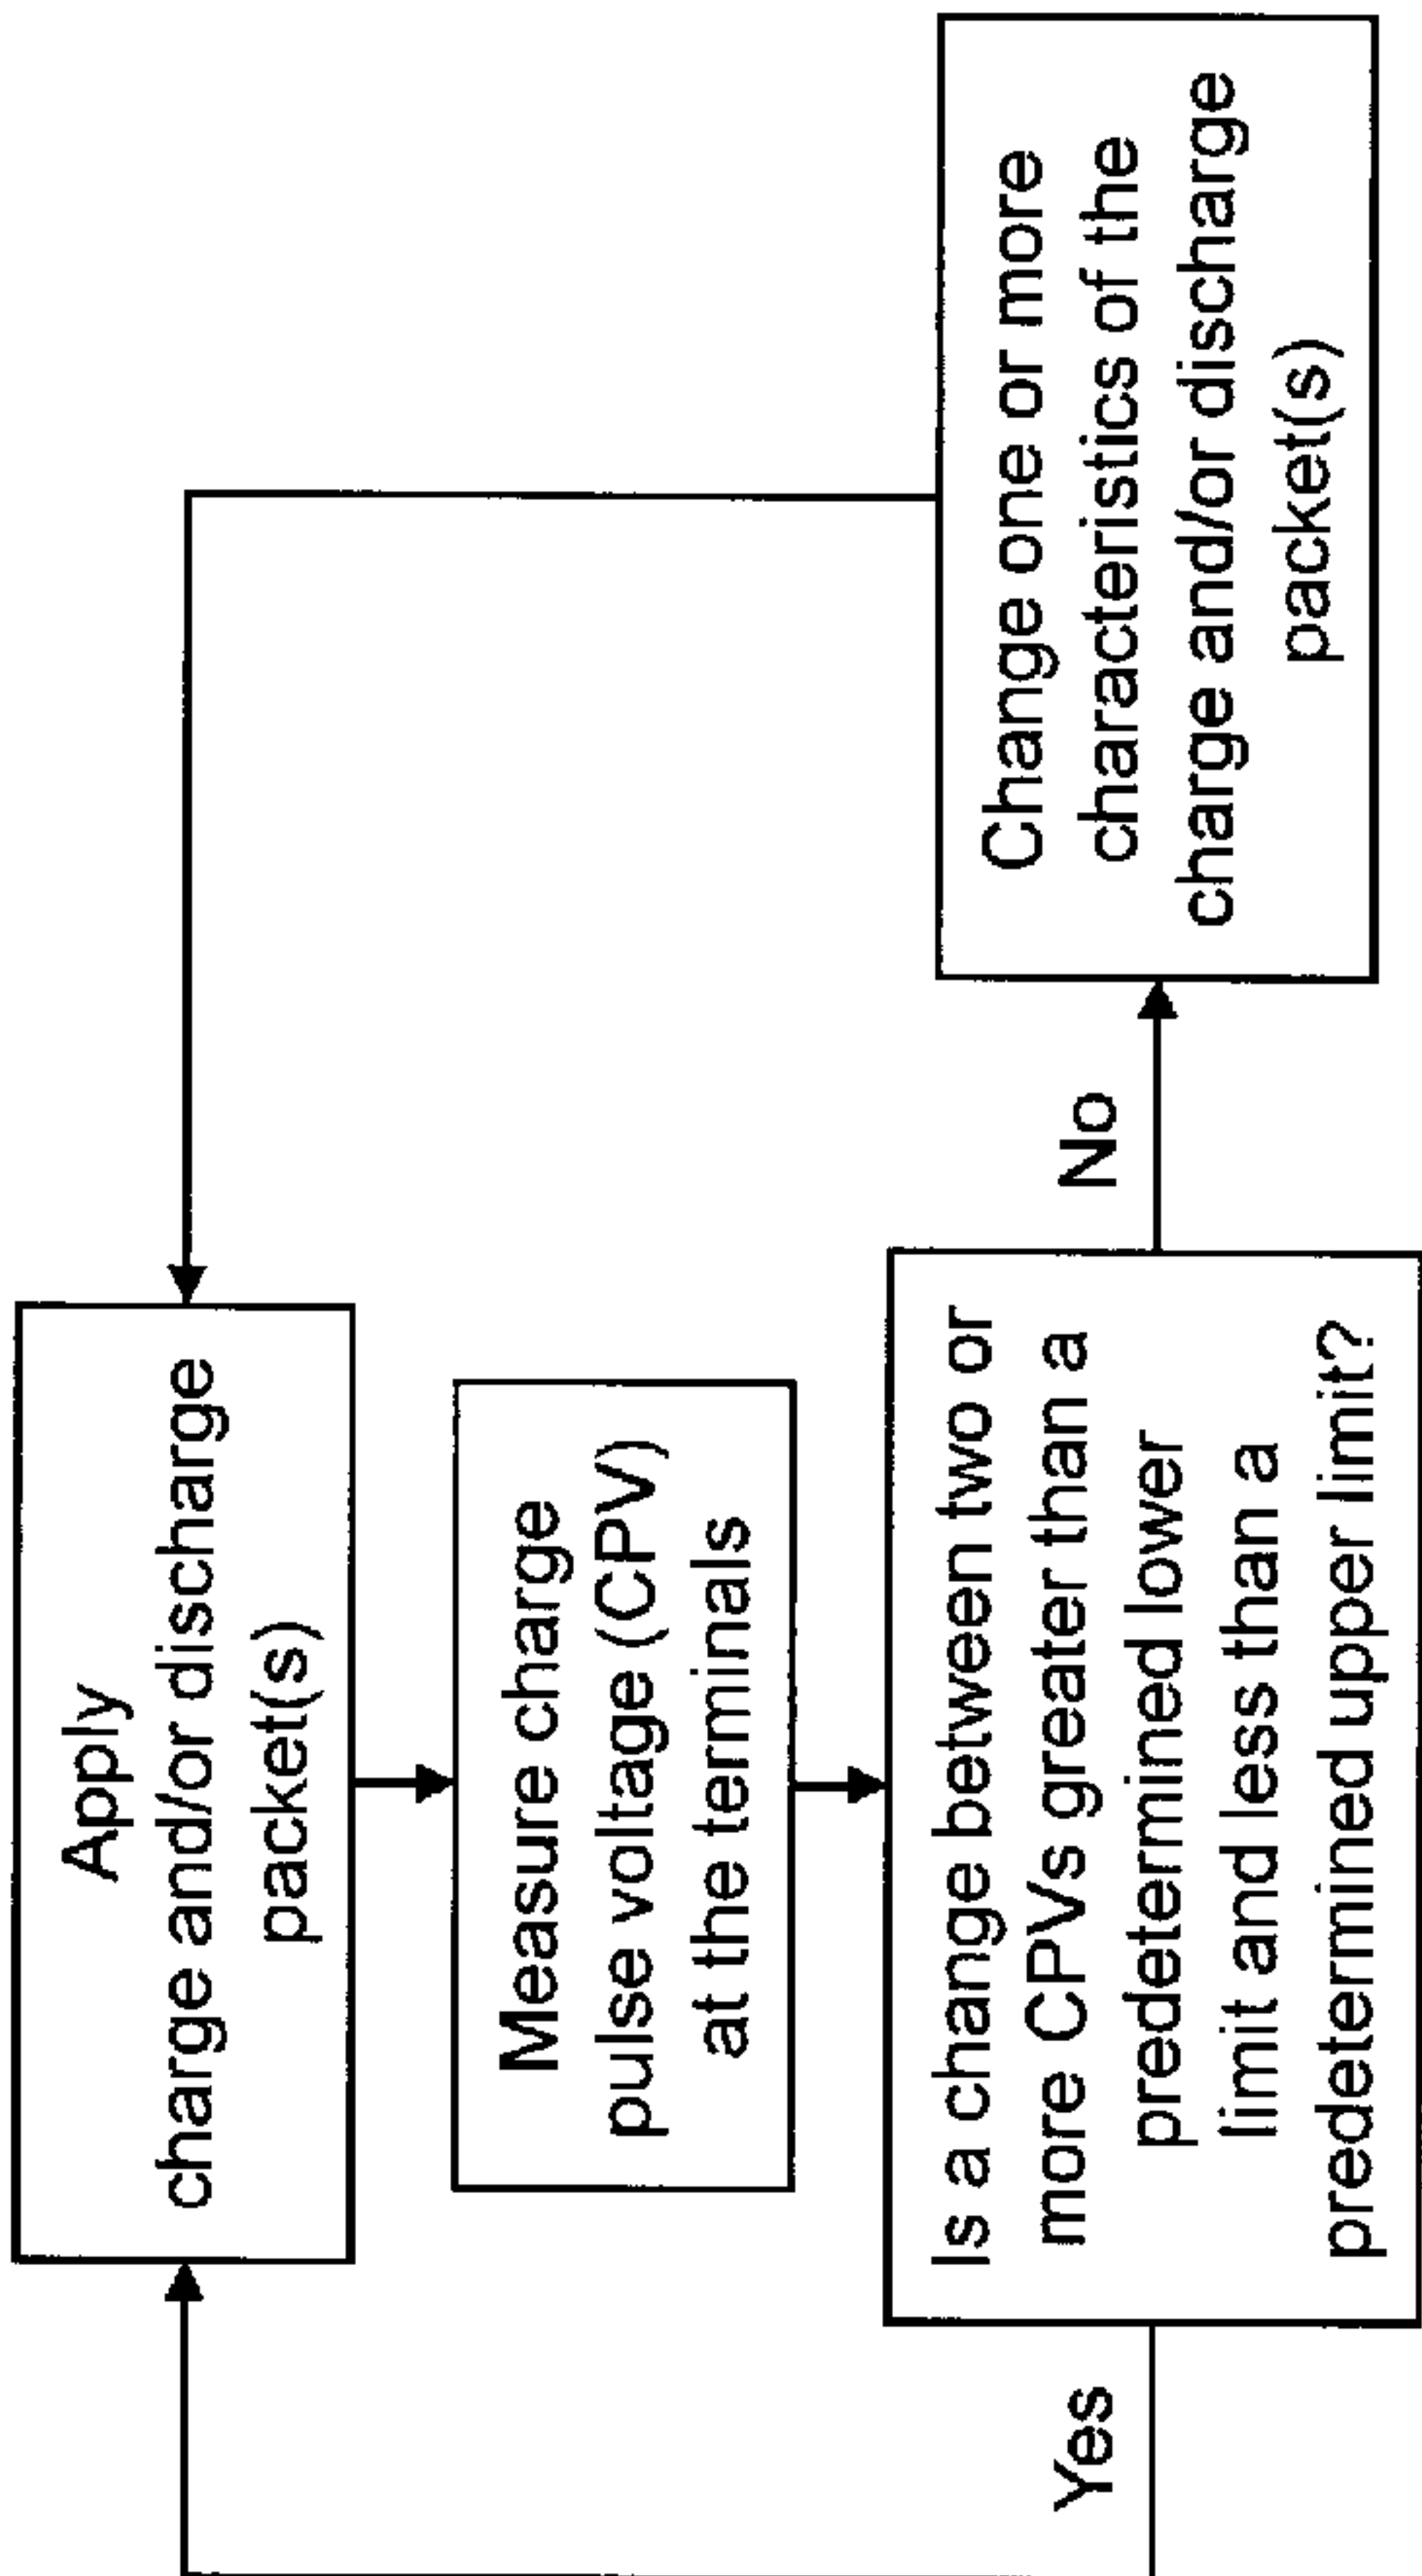 Apply
charge and/or discharge
packet(s)
Measure charge
pulse voltage (CPV)
at the terminals
Is a change between two or
more CPVs greater than a
predetermined lower
limit and less than a
predetermined upper limit?
Yes
No
Change one or more
characteristics of the
charge and/or discharge
packet(s)